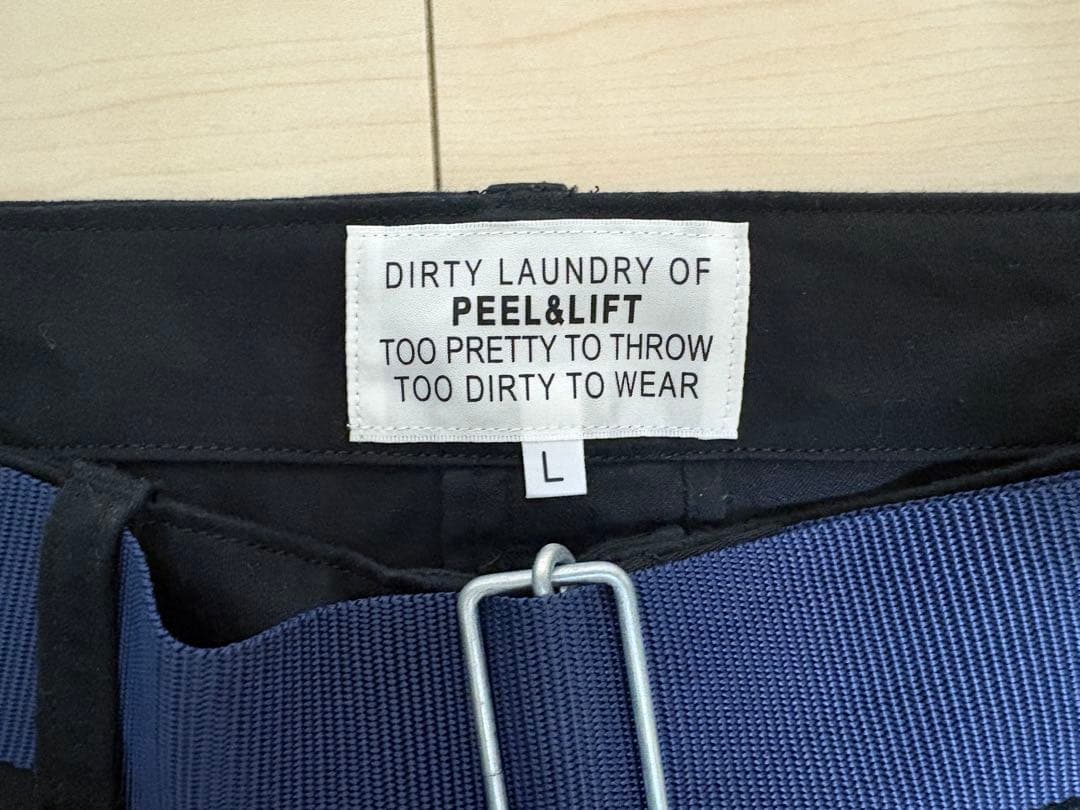 DIRTY LAUNDRY OF
PEEL&LIFT
TOO PRETTY TO THROW
TOO DIRTY TO WEAR
L